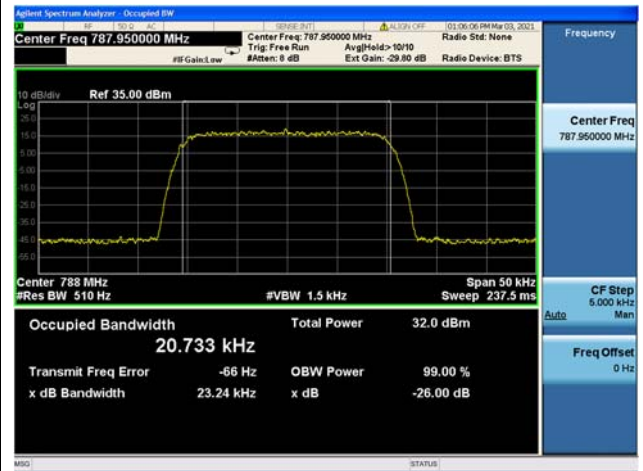 Agilent Spectrum Analyzer - Occupied BW
RF 50 Ω AC SENSE:INT ALIGN OFF 01:06:06 PM Mar 03, 2021
Center Freq 787.950000 MHz Center Freq: 787.950000 MHz Radio Std: None
Trig: Free Run Avg|Hold:> 10/10
#IFGain:Low #Atten: 8 dB Ext Gain: -29.80 dB Radio Device: BTS
10 dB/div Ref 35.00 dBm
Log
25.0
15.0
5.00
-5.00
-15.0
-25.0
-35.0
-45.0
-55.0
Center 788 MHz Span 50 kHz
#Res BW 510 Hz #VBW 1.5 kHz Sweep 237.5 ms
Occupied Bandwidth Total Power 32.0 dBm
20.733 kHz
Transmit Freq Error -66 Hz OBW Power 99.00 %
x dB Bandwidth 23.24 kHz x dB -26.00 dB
MSG STATUS
Frequency
Center Freq
787.950000 MHz
CF Step
5.000 kHz
Auto Man
Freq Offset
0 Hz